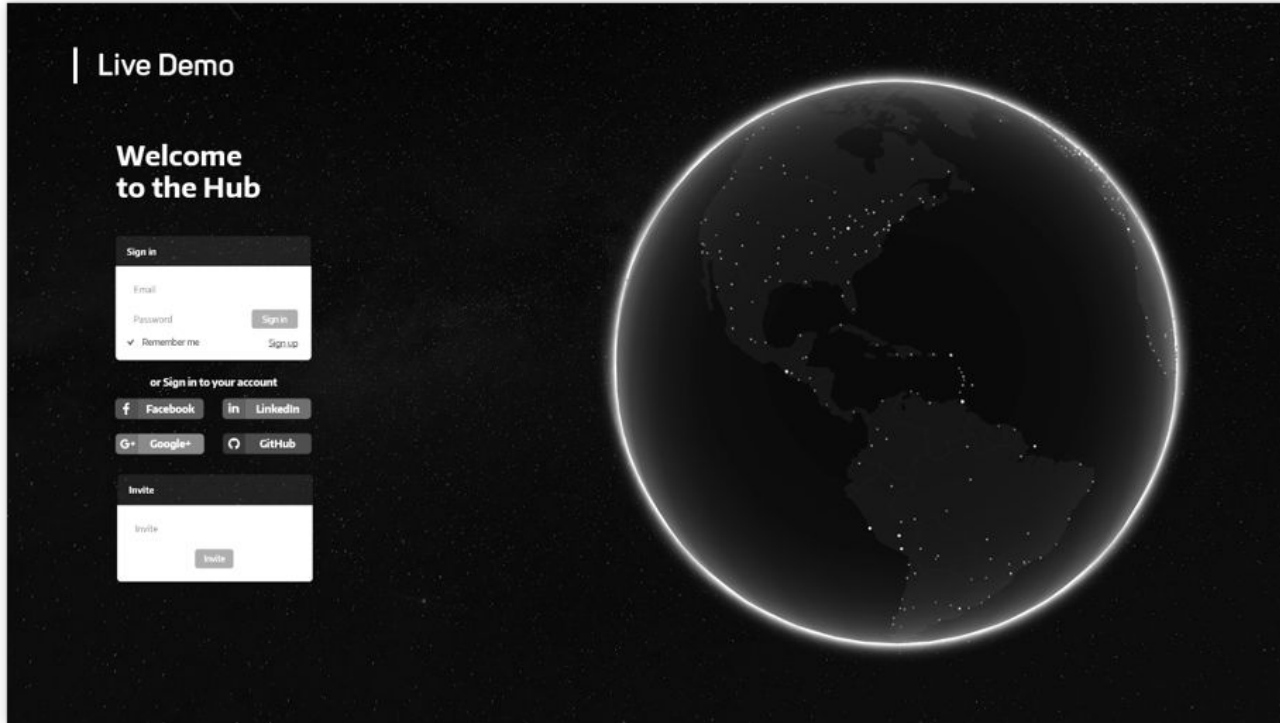 Live Demo
Welcome
to the Hub
Sign in
Email
Password
Sign in
Remember me
Sign up
or Sign in to your account
Facebook
LinkedIn
Google+
GitHub
Invite
Invite
Invite